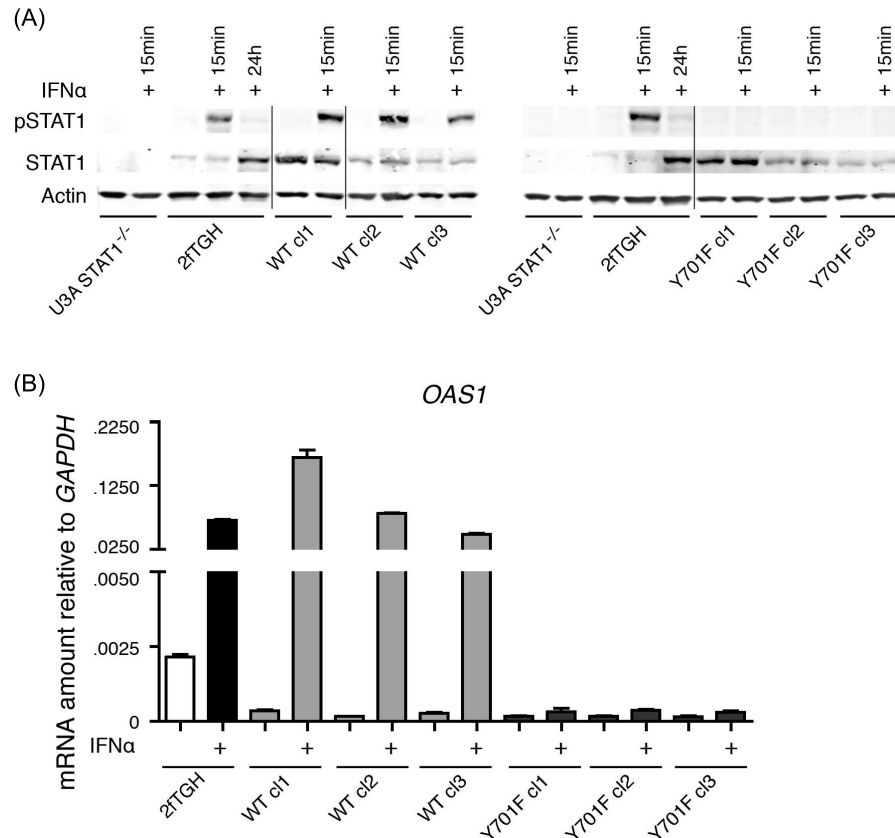 (A)
15min 15min 24h 15min 15min 15min 15min 15min 24h 15min 15min 15min
IFNα + + + + + + + + + + + +
pSTAT1
STAT1
Actin
U3A STAT1-/- 2fTGH WT cl1 WT cl2 WT cl3 U3A STAT1-/- 2fTGH Y701F cl1 Y701F cl2 Y701F cl3
(B)
OAS1
mRNA amount relative to GAPDH
.2250
.1250
.0250
.0050
.0025
0
IFNα + + + + + + +
2fTGH WT cl1 WT cl2 WT cl3 Y701F cl1 Y701F cl2 Y701F cl3